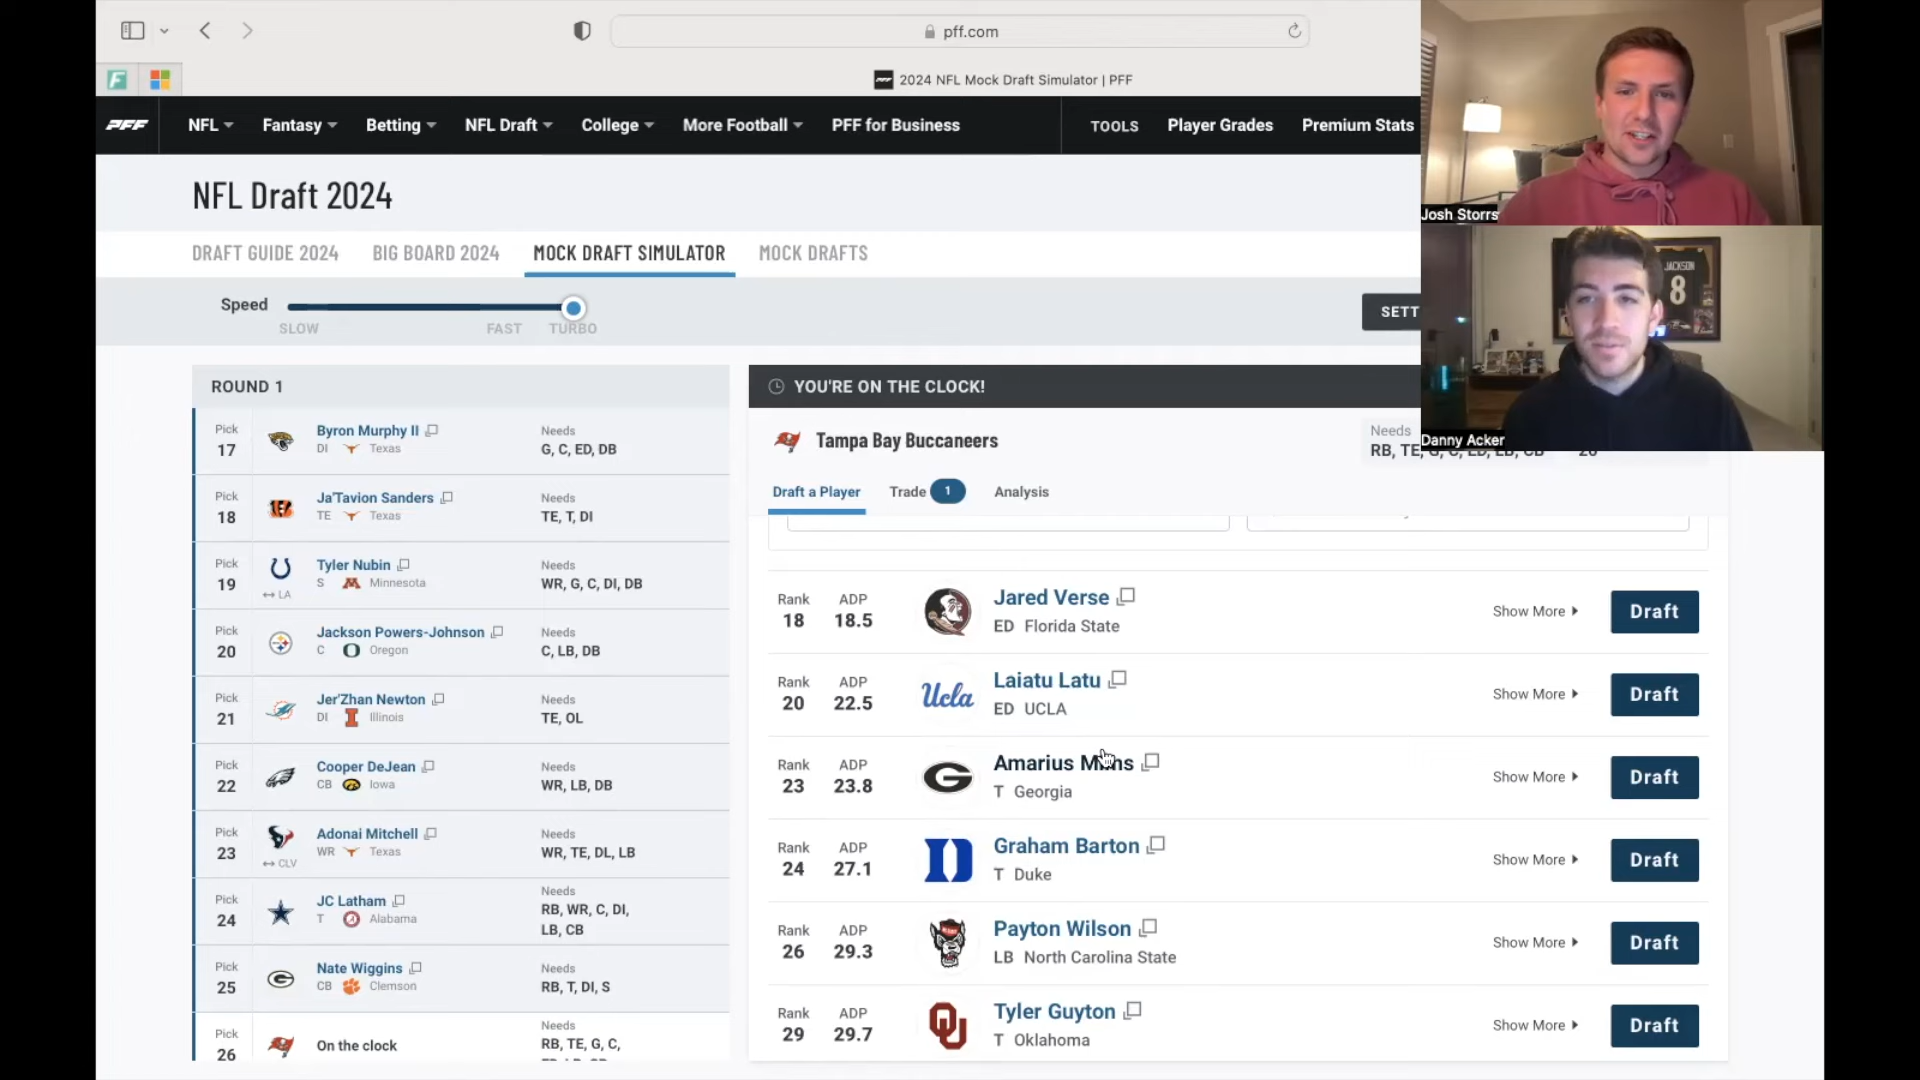 pff.com
2024 NFL Mock Draft Simulator | PFF
PFF
NFL
Fantasy
Betting
NFL Draft
College
More Football
PFF for Business
TOOLS
Player Grades
Premium Stats
NFL Draft 2024
DRAFT GUIDE 2024
BIG BOARD 2024
MOCK DRAFT SIMULATOR
MOCK DRAFTS
Speed
SLOW
FAST
TURBO
SETT
ROUND 1
Pick
17
Byron Murphy II
DI Texas
Needs
G, C, ED, DB
Pick
18
Ja'Tavion Sanders
TE Texas
Needs
TE, T, DI
Pick
19
↔ LA
Tyler Nubin
S Minnesota
Needs
WR, G, C, DI, DB
Pick
20
Jackson Powers-Johnson
C Oregon
Needs
C, LB, DB
Pick
21
Jer'Zhan Newton
DI Illinois
Needs
TE, OL
Pick
22
Cooper DeJean
CB Iowa
Needs
WR, LB, DB
Pick
23
↔ CLV
Adonai Mitchell
WR Texas
Needs
WR, TE, DL, LB
Pick
24
JC Latham
T Alabama
Needs
RB, WR, C, DI,
LB, CB
Pick
25
Nate Wiggins
CB Clemson
Needs
RB, T, DI, S
Pick
26
On the clock
Needs
RB, TE, G, C,
YOU'RE ON THE CLOCK!
Tampa Bay Buccaneers
Needs
RB, TE, G, C, ED, LB, CB
26
Draft a Player
Trade 1
Analysis
Rank
18
ADP
18.5
Jared Verse
ED Florida State
Show More
Draft
Rank
20
ADP
22.5
Ucla
Laiatu Latu
ED UCLA
Show More
Draft
Rank
23
ADP
23.8
Amarius Mims
T Georgia
Show More
Draft
Rank
24
ADP
27.1
Graham Barton
T Duke
Show More
Draft
Rank
26
ADP
29.3
Payton Wilson
LB North Carolina State
Show More
Draft
Rank
29
ADP
29.7
Tyler Guyton
T Oklahoma
Show More
Draft
Josh Storrs
JACKSON
8
Danny Acker